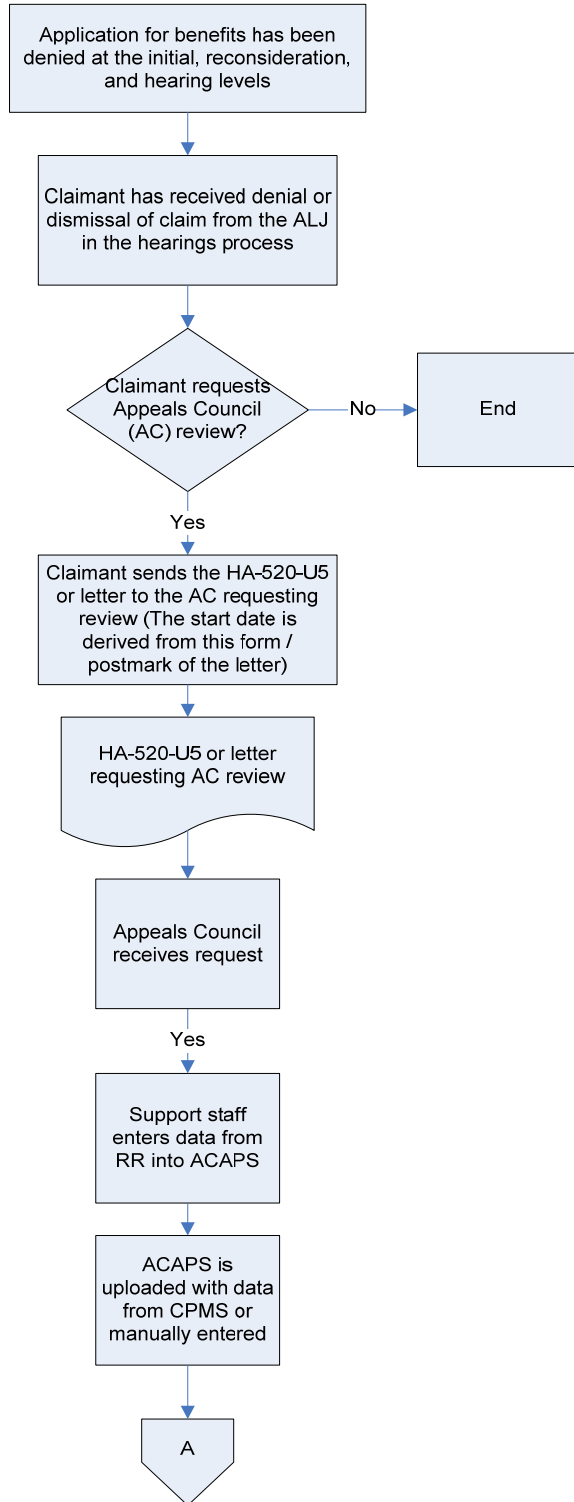 Application for benefits has been
denied at the initial, reconsideration,
and hearing levels
Claimant has received denial or
dismissal of claim from the ALJ
in the hearings process
Claimant requests
Appeals Council
(AC) review?
No
End
Yes
Claimant sends the HA-520-U5
or letter to the AC requesting
review (The start date is
derived from this form /
postmark of the letter)
HA-520-U5 or letter
requesting AC review
Appeals Council
receives request
Yes
Support staff
enters data from
RR into ACAPS
ACAPS is
uploaded with data
from CPMS or
manually entered
A